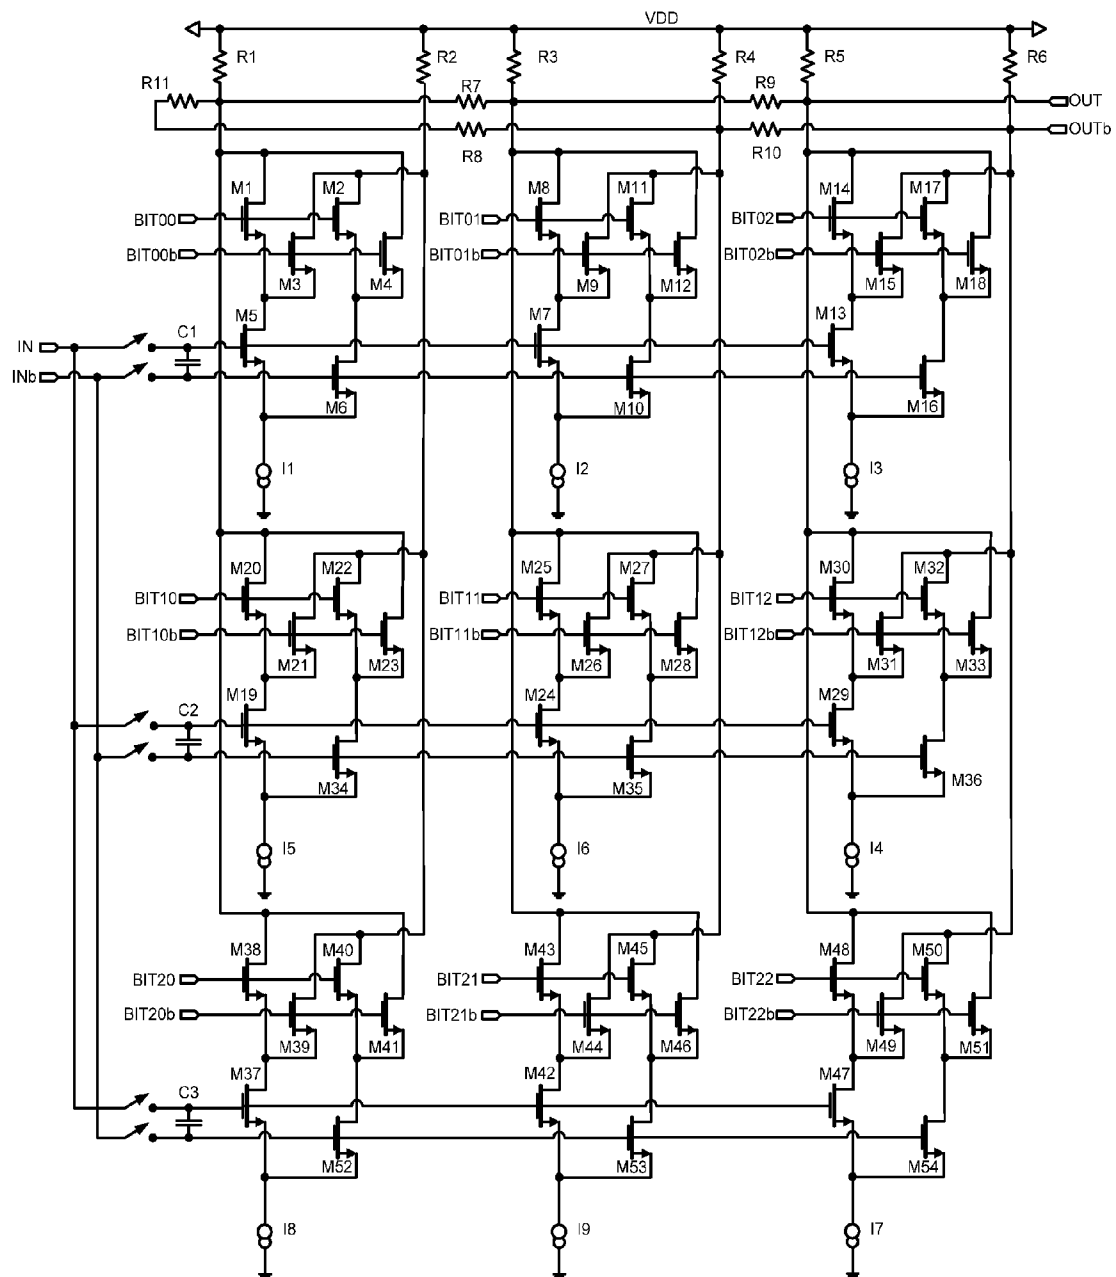 VDD
R1 R2 R3 R4 R5 R6
R11 R7 R9
OUT
OUTb
R8 R10
M1 M2 M8 M11 M14 M17
BIT00 BIT01 BIT02
BIT00b BIT01b BIT02b
M3 M4 M9 M12 M15 M18
M5 M7 M13
IN C1
INb
M6 M10 M16
I1 I2 I3
M20 M22 M25 M27 M30 M32
BIT10 BIT11 BIT12
BIT10b BIT11b BIT12b
M21 M23 M26 M28 M31 M33
M19 M24 M29
C2
M34 M35 M36
I5 I6 I4
M38 M40 M43 M45 M48 M50
BIT20 BIT21 BIT22
BIT20b BIT21b BIT22b
M39 M41 M44 M46 M49 M51
M37 M42 M47
C3
M52 M53 M54
I8 I9 I7